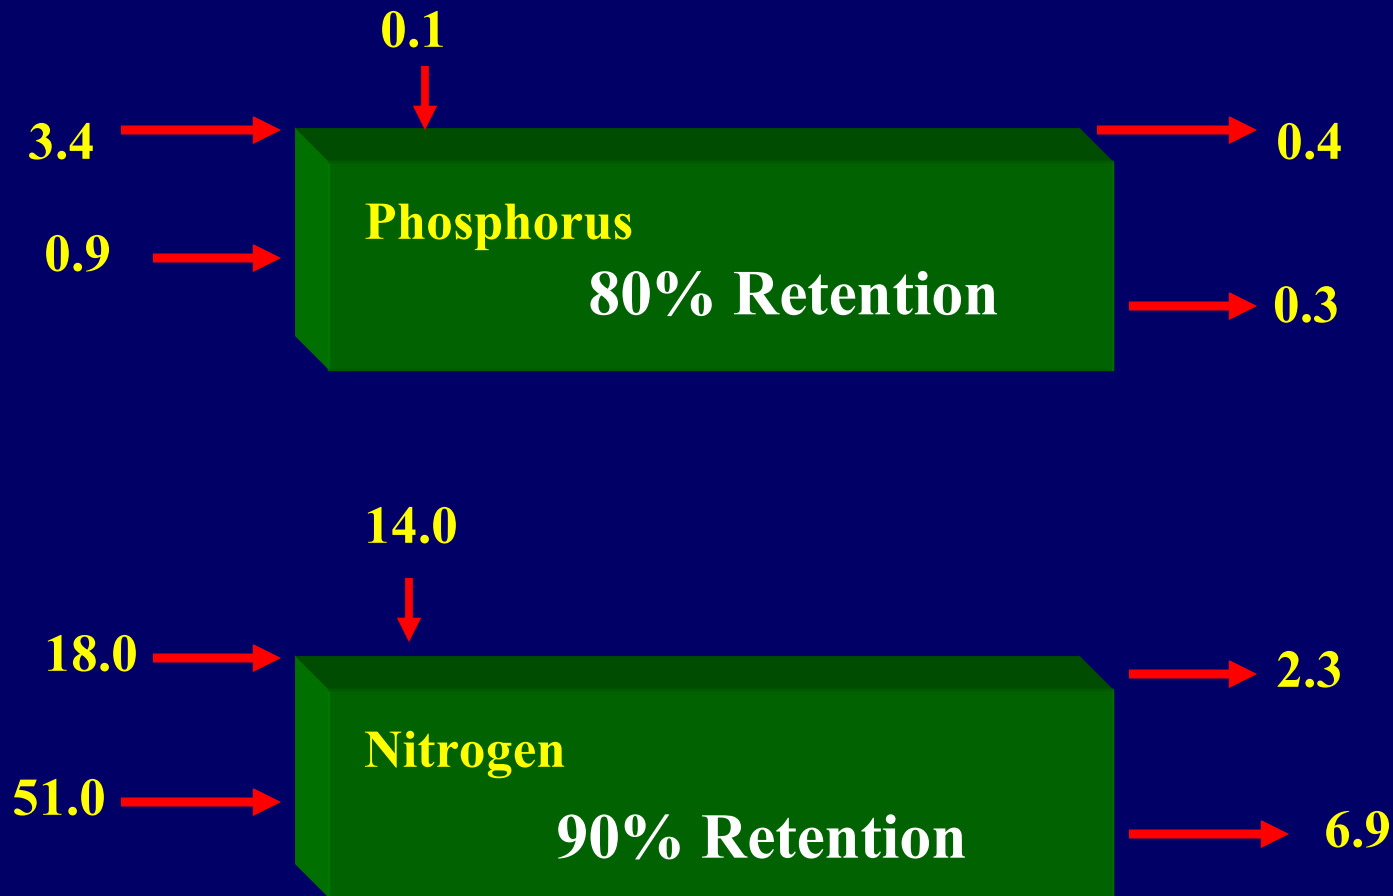 0.1
3.4
0.4
Phosphorus
0.9
80% Retention
0.3
14.0
18.0
2.3
Nitrogen
51.0
90% Retention
6.9